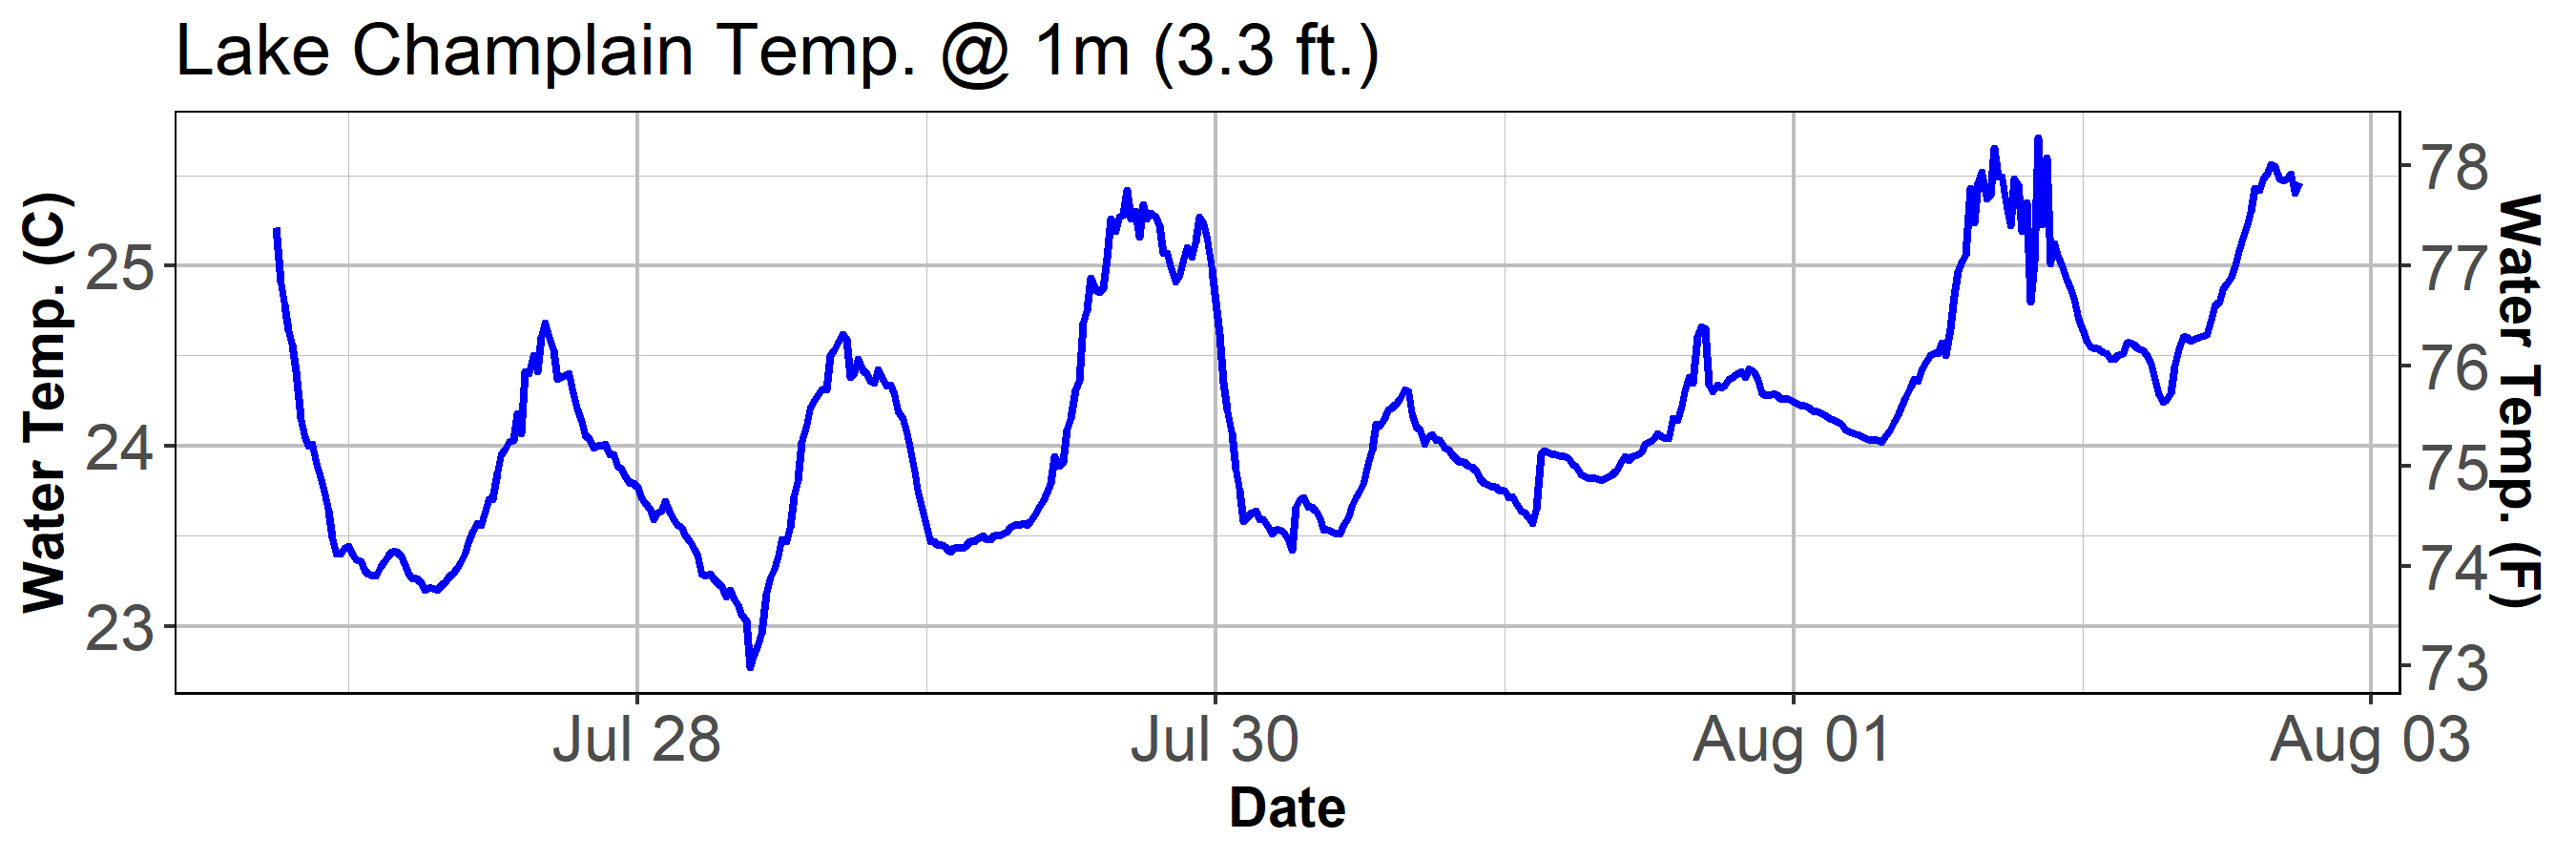 Lake Champlain Temp. @ 1m (3.3 ft.)
Water Temp. (C)
25
24
23
78
77
76
75
74
73
Water Temp. (F)
Jul 28
Jul 30
Aug 01
Aug 03
Date